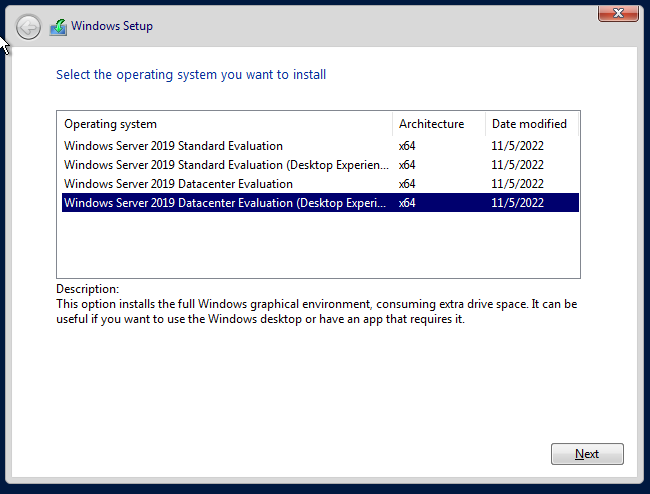 Windows Setup
Select the operating system you want to install
Operating system Architecture Date modified
Windows Server 2019 Standard Evaluation x64 11/5/2022
Windows Server 2019 Standard Evaluation (Desktop Experien... x64 11/5/2022
Windows Server 2019 Datacenter Evaluation x64 11/5/2022
Windows Server 2019 Datacenter Evaluation (Desktop Experi... x64 11/5/2022
Description:
This option installs the full Windows graphical environment, consuming extra drive space. It can be
useful if you want to use the Windows desktop or have an app that requires it.
Next